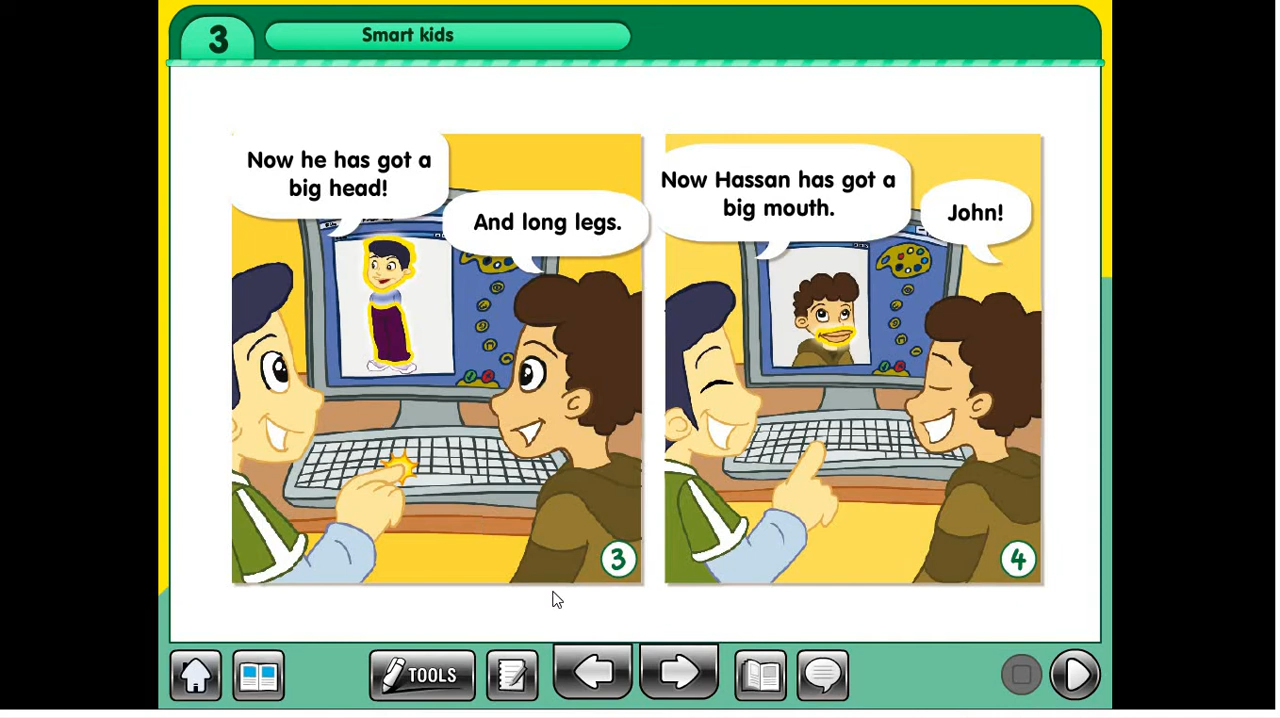 3
Smart kids
Now he has got a
big head!
And long legs.
3
Now Hassan has got a
big mouth.
John!
4
TOOLS